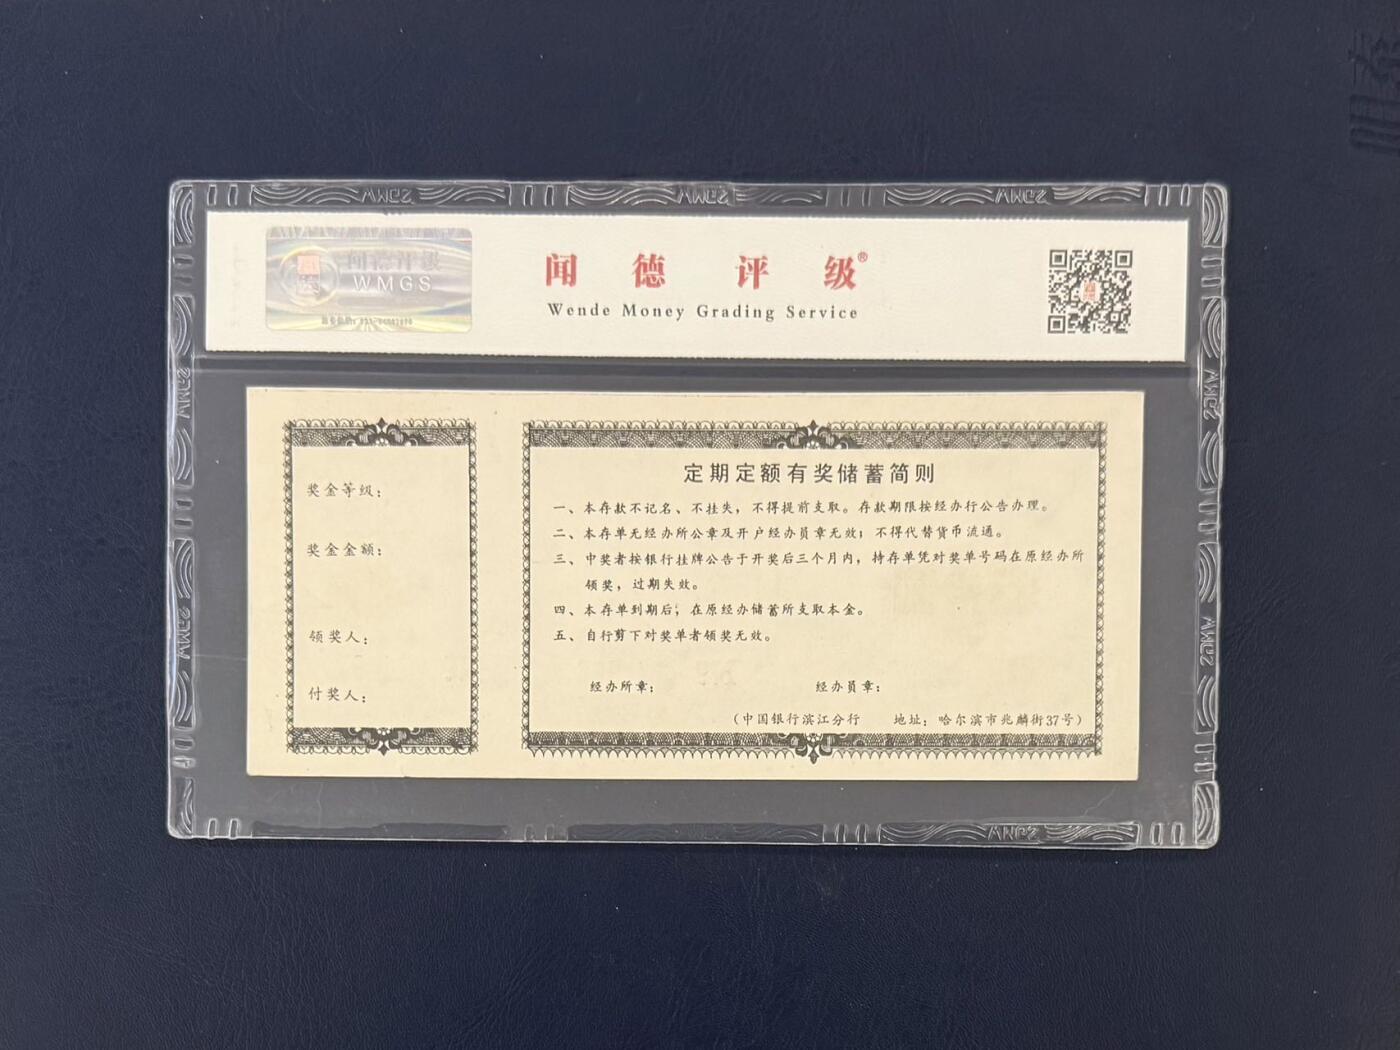 闻德评级
WMGS
闻德评级®
Wende Money Grading Service
奖金等级：
奖金金额：
领奖人：
付奖人：
定期定额有奖储蓄简则
一、本存款不记名、不挂失，不得提前支取。存款期限按经办行公告办理。
二、本存单无经办所公章及开户经办员章无效；不得代替货币流通。
三、中奖者按银行挂牌公告于开奖后三个月内，持存单凭对奖单号码在原经办所
领奖，过期失效。
四、本存单到期后，在原经办储蓄所支取本金。
五、自行剪下对奖单者领奖无效。
经办所章： 经办员章：
（中国银行滨江分行 地址：哈尔滨市兆麟街37号）